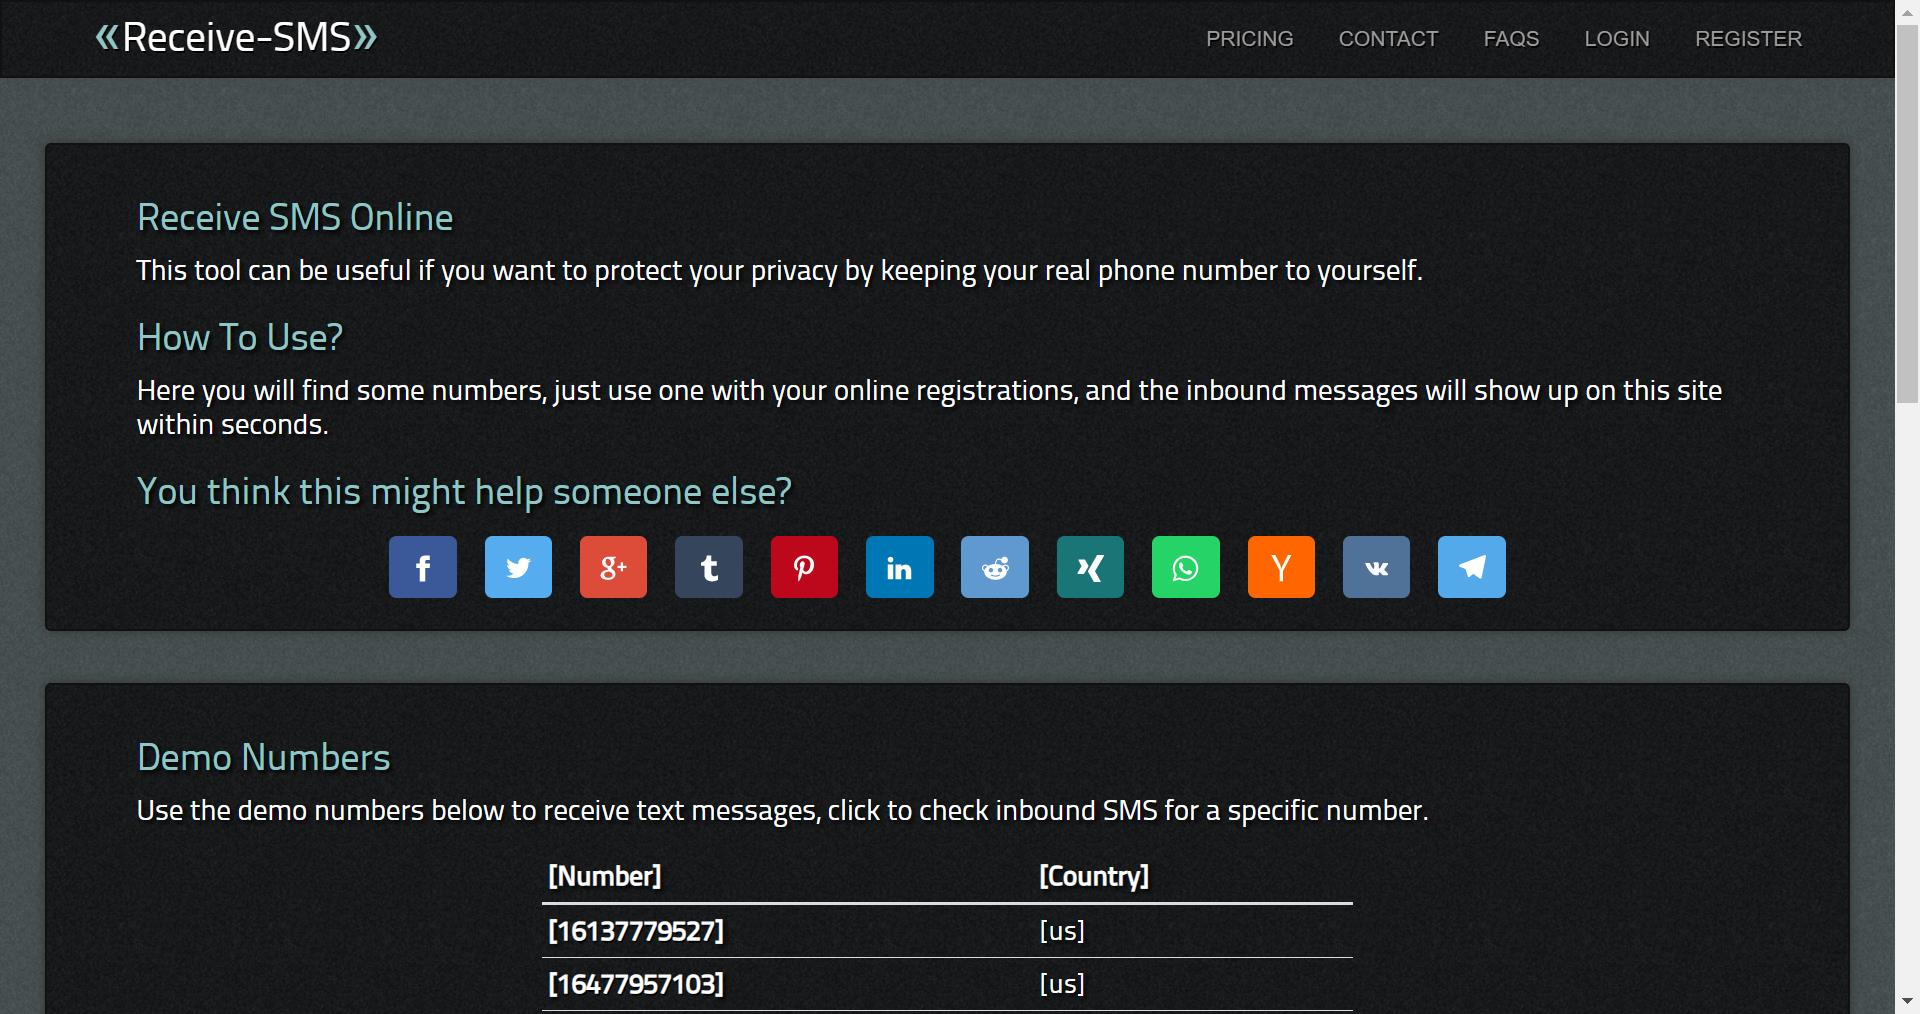 «Receive-SMS»
PRICING CONTACT FAQS LOGIN REGISTER
Receive SMS Online
This tool can be useful if you want to protect your privacy by keeping your real phone number to yourself.
How To Use?
Here you will find some numbers, just use one with your online registrations, and the inbound messages will show up on this site
within seconds.
You think this might help someone else?
Demo Numbers
Use the demo numbers below to receive text messages, click to check inbound SMS for a specific number.
[Number] [Country]
[16137779527] [us]
[16477957103] [us]